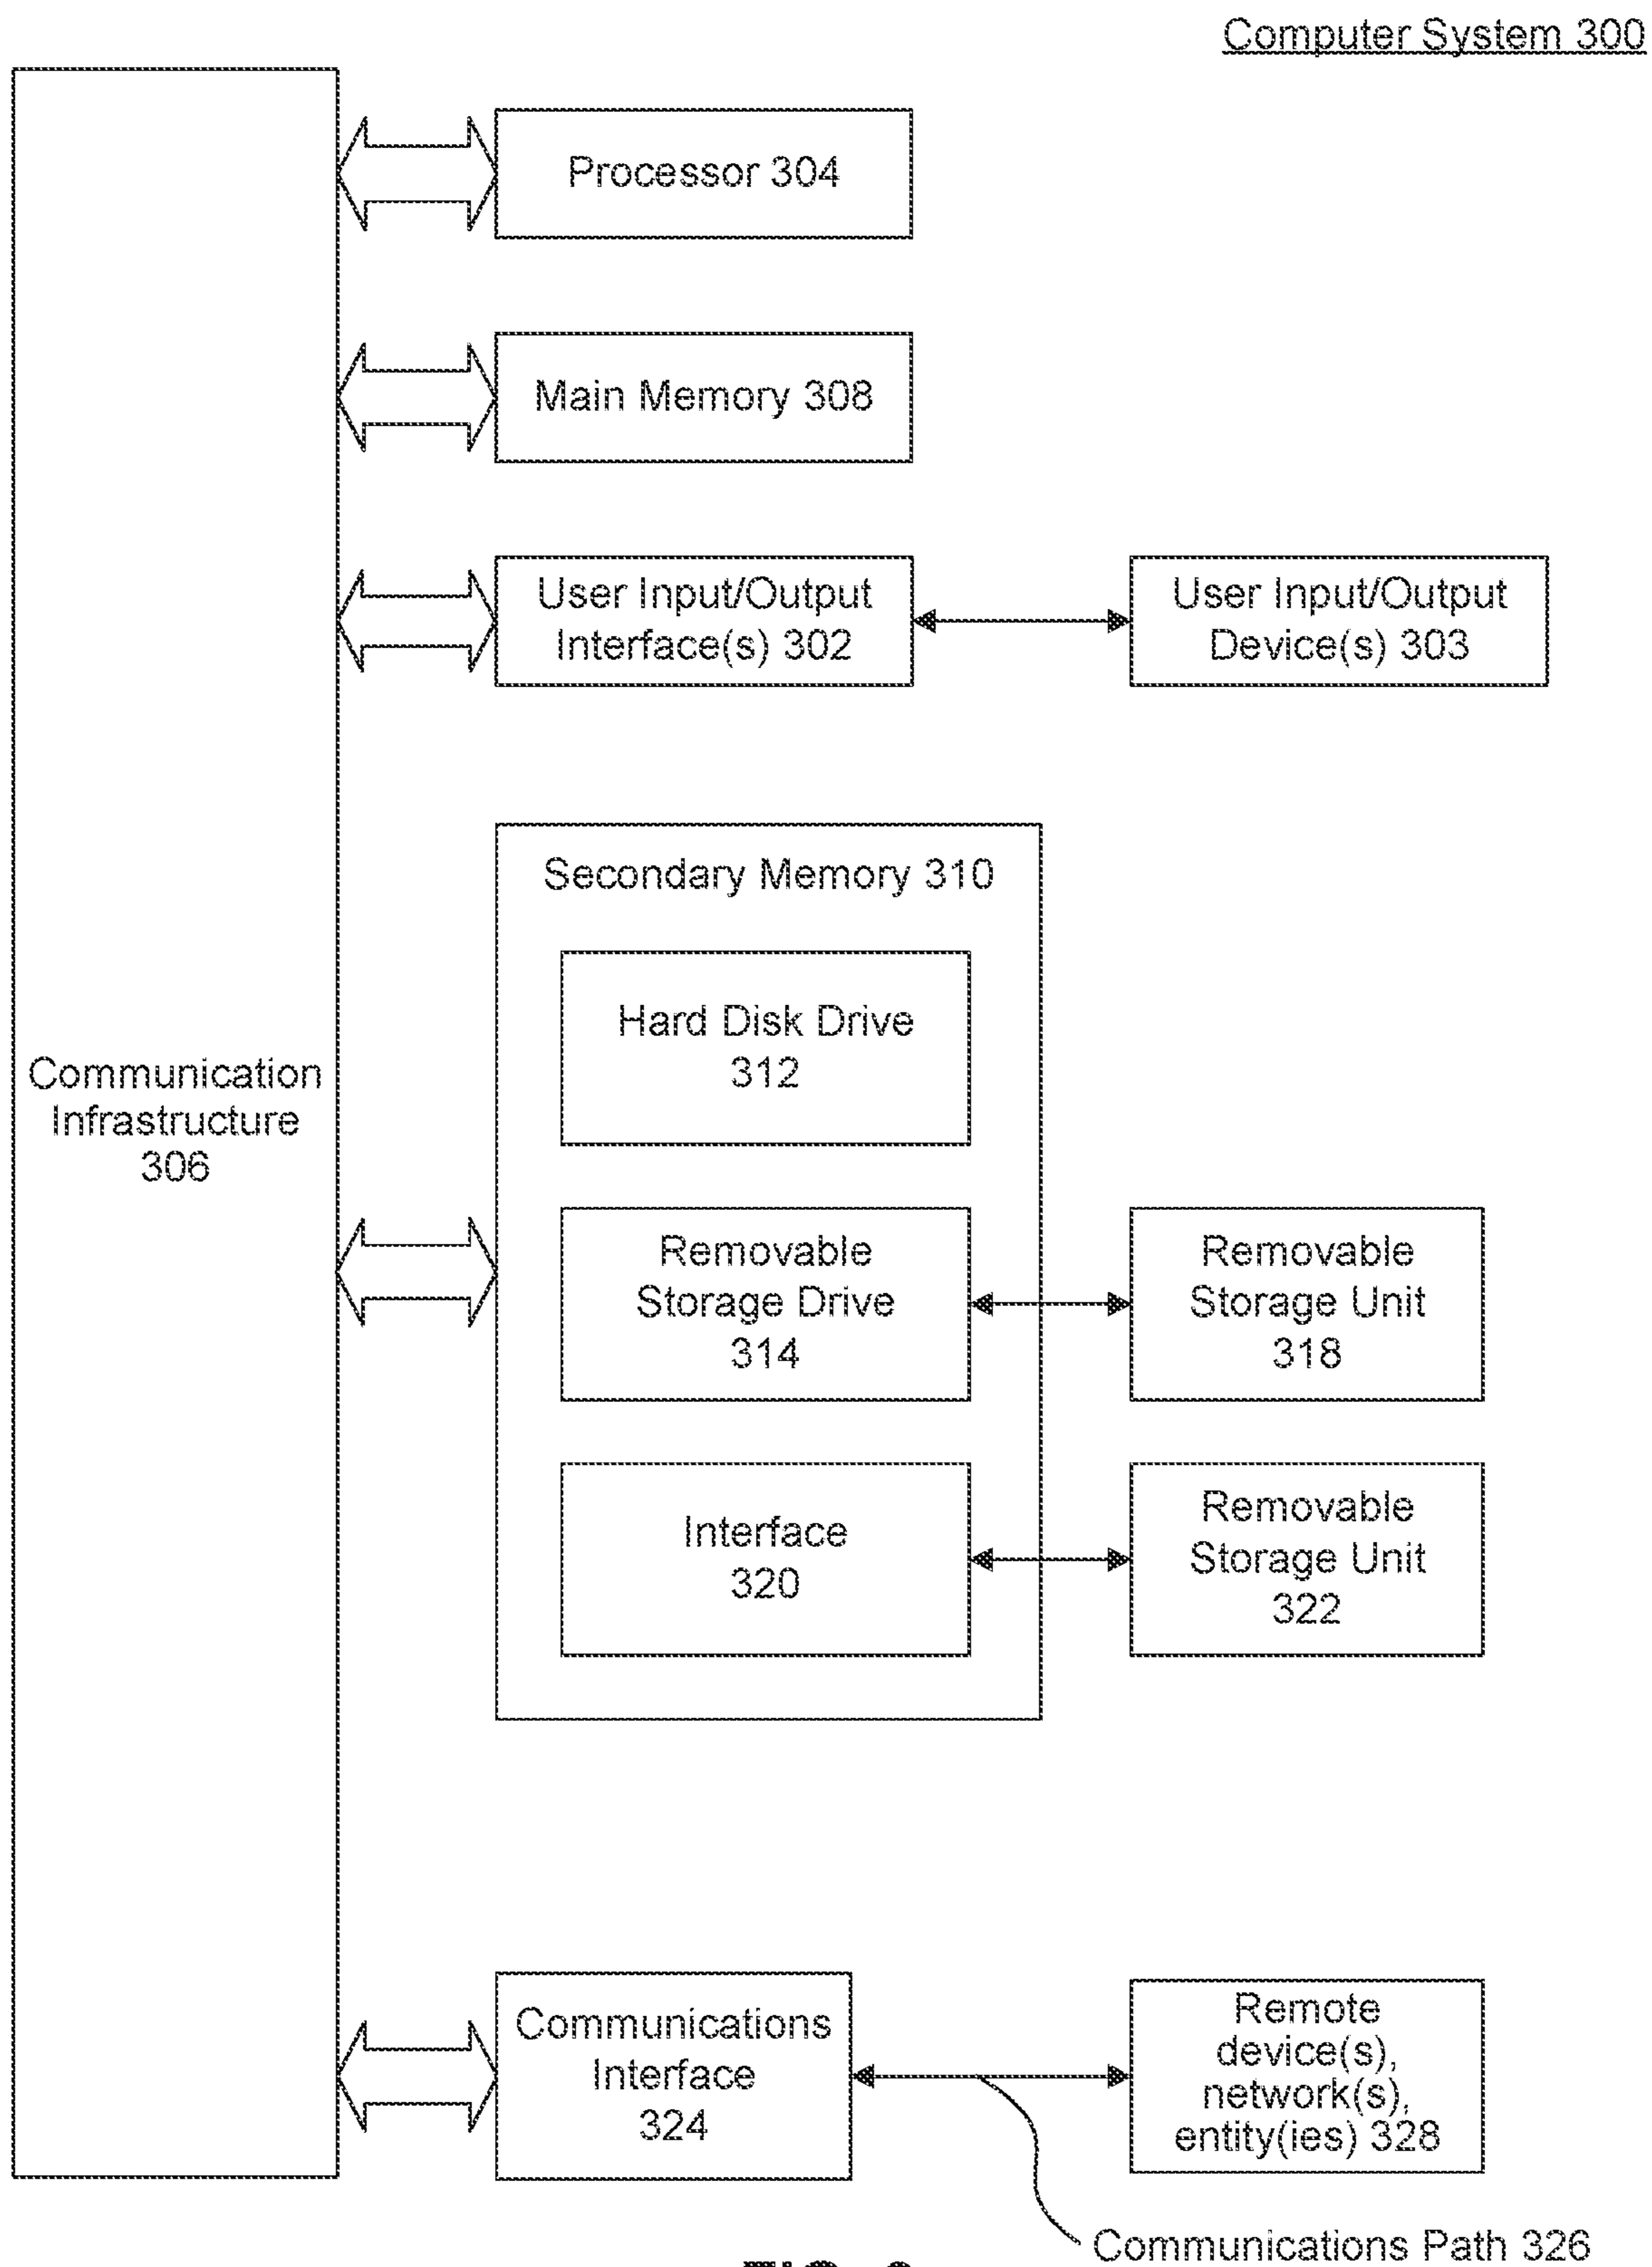 Computer System 300
Processor 304
Main Memory 308
User Input/Output
Interface(s) 302
User Input/Output
Device(s) 303
Secondary Memory 310
Hard Disk Drive
312
Communication
Infrastructure
306
Removable
Storage Drive
314
Removable
Storage Unit
318
Interface
320
Removable
Storage Unit
322
Communications
Interface
324
Remote
device(s),
network(s),
entity(ies) 328
Communications Path 326